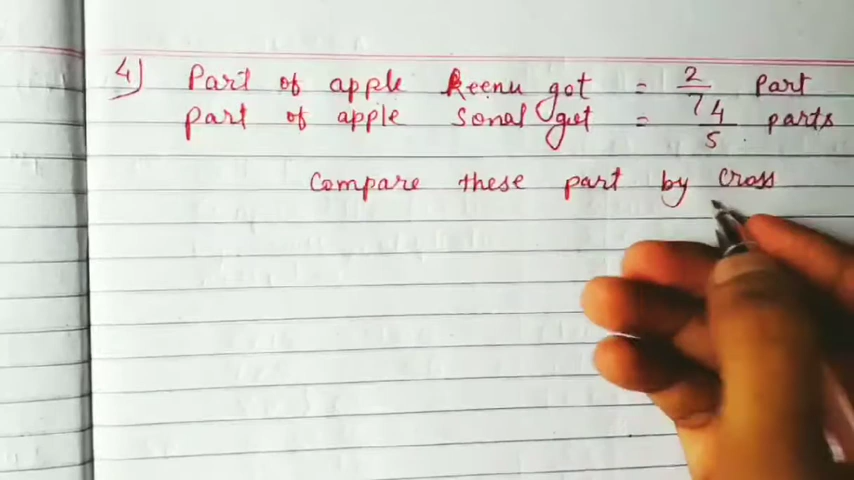 4) Part of apple Reenu got = 2/7 Part
part of apple Sonal get = 4/5 parts
Compare these part by cross